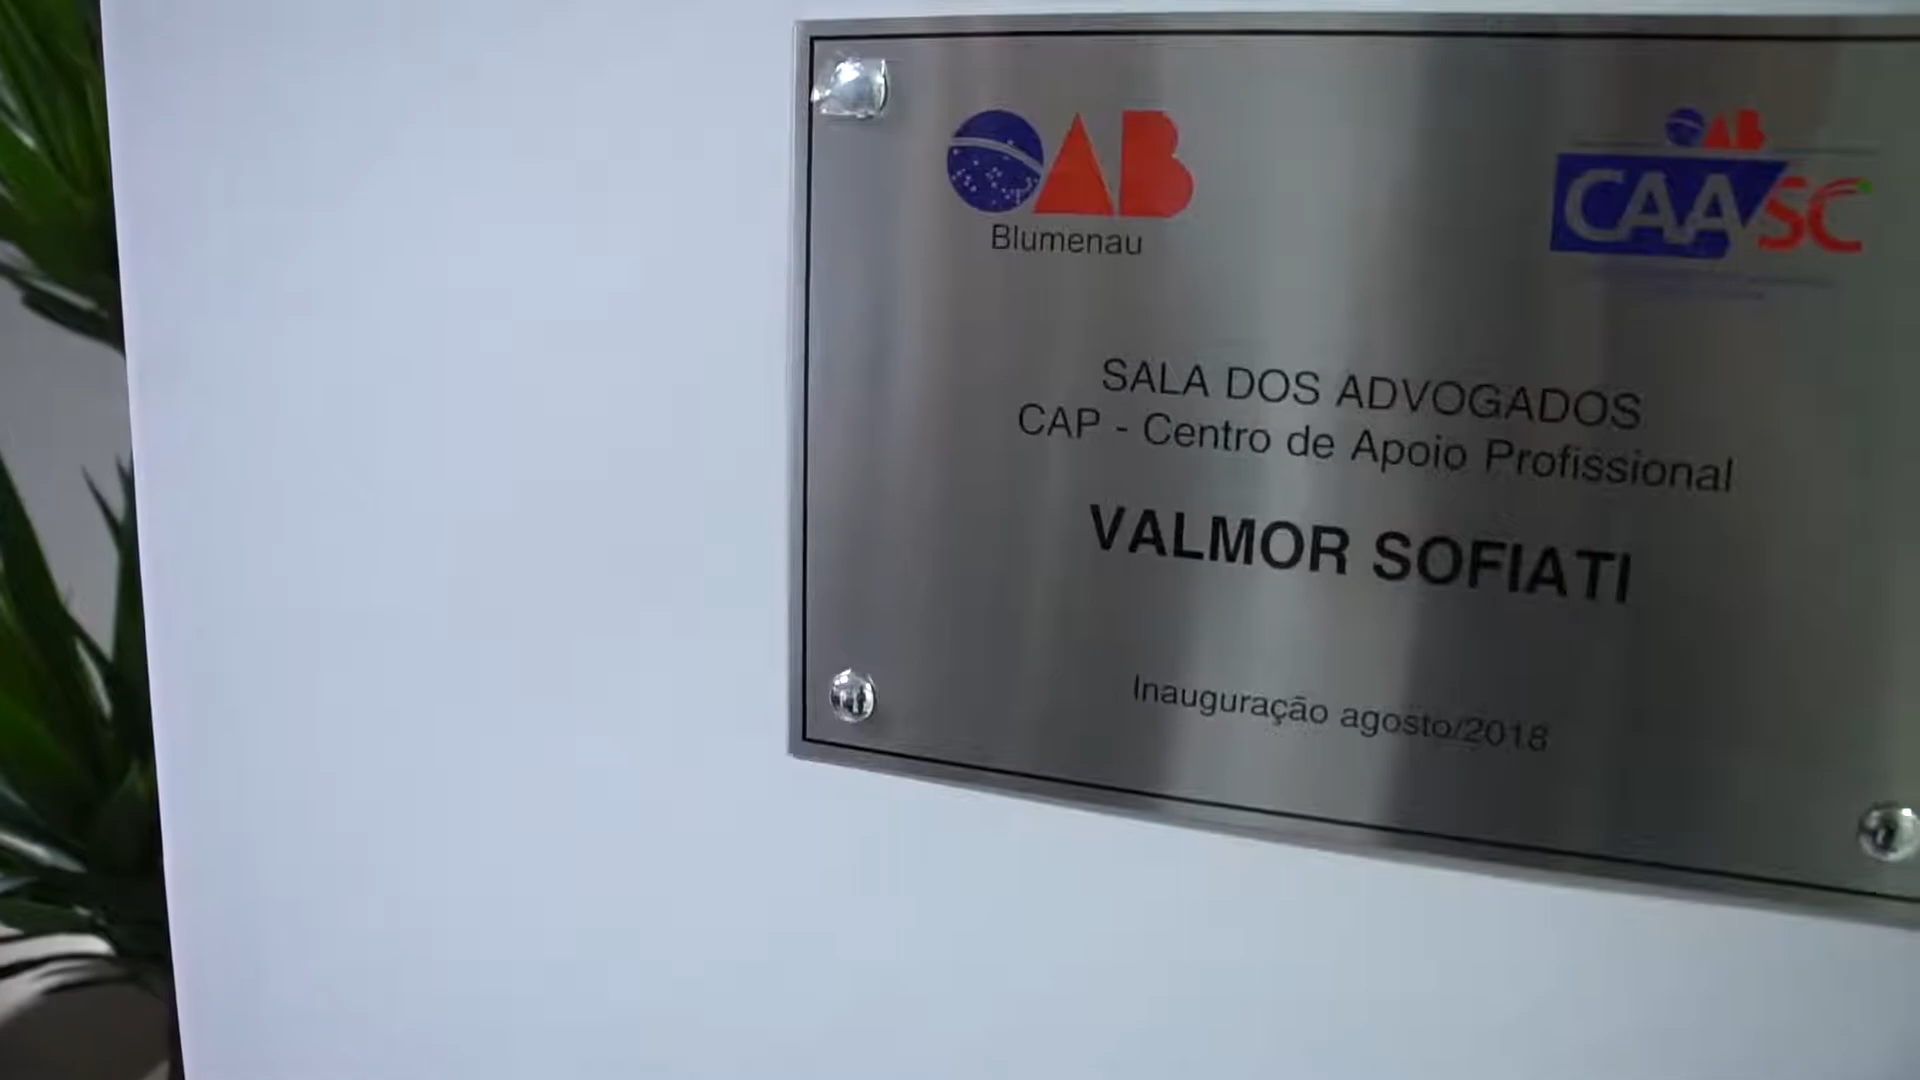 OAB
Blumenau
OAB
CAASC
SALA DOS ADVOGADOS
CAP - Centro de Apoio Profissional
VALMOR SOFIATI
Inauguração agosto/2018